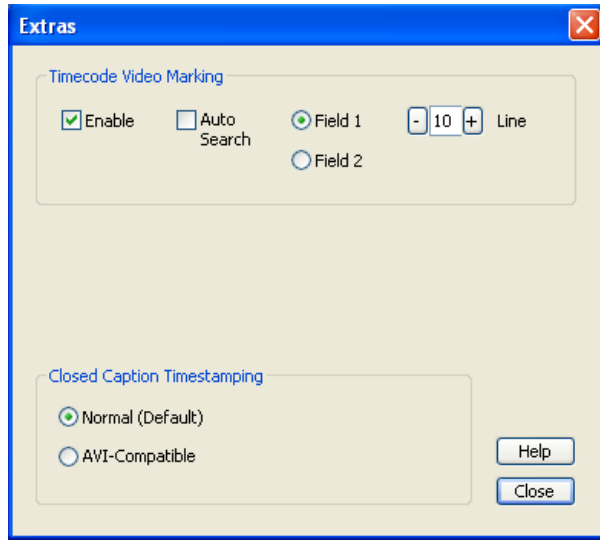 Extras
Timecode Video Marking
Enable
Auto
Search
Field 1
- 10 + Line
Field 2
Closed Caption Timestamping
Normal (Default)
AVI-Compatible
Help
Close